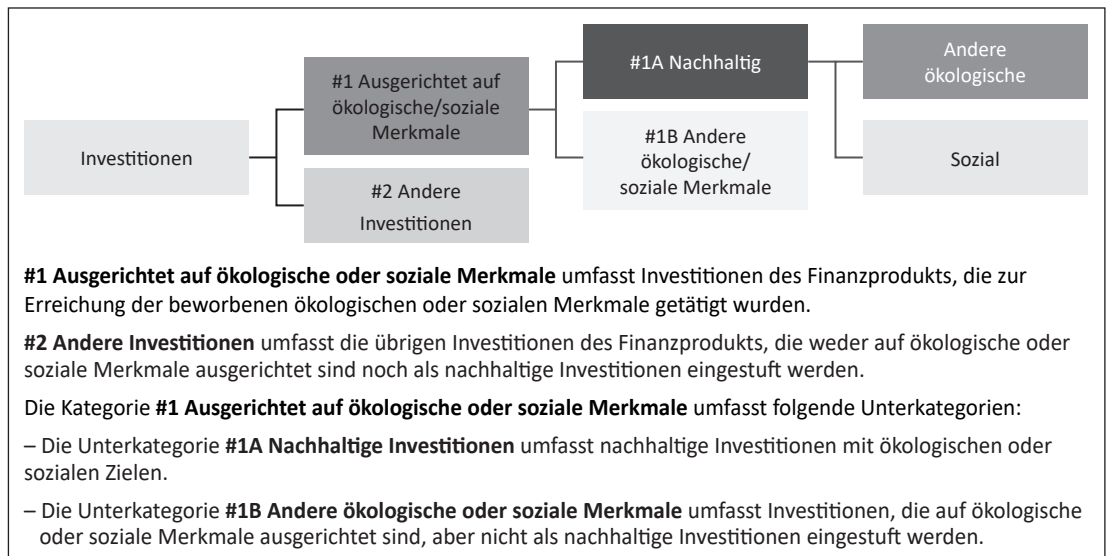 #1 Ausgerichtet auf
ökologische/soziale
Merkmale
#1A Nachhaltig
Andere
ökologische
Investitionen
#1B Andere
ökologische/
soziale Merkmale
Sozial
#2 Andere
Investitionen
#1 Ausgerichtet auf ökologische oder soziale Merkmale umfasst Investitionen des Finanzprodukts, die zur
Erreichung der beworbenen ökologischen oder sozialen Merkmale getätigt wurden.
#2 Andere Investitionen umfasst die übrigen Investitionen des Finanzprodukts, die weder auf ökologische oder
soziale Merkmale ausgerichtet sind noch als nachhaltige Investitionen eingestuft werden.
Die Kategorie #1 Ausgerichtet auf ökologische oder soziale Merkmale umfasst folgende Unterkategorien:
– Die Unterkategorie #1A Nachhaltige Investitionen umfasst nachhaltige Investitionen mit ökologischen oder
sozialen Zielen.
– Die Unterkategorie #1B Andere ökologische oder soziale Merkmale umfasst Investitionen, die auf ökologische
oder soziale Merkmale ausgerichtet sind, aber nicht als nachhaltige Investitionen eingestuft werden.